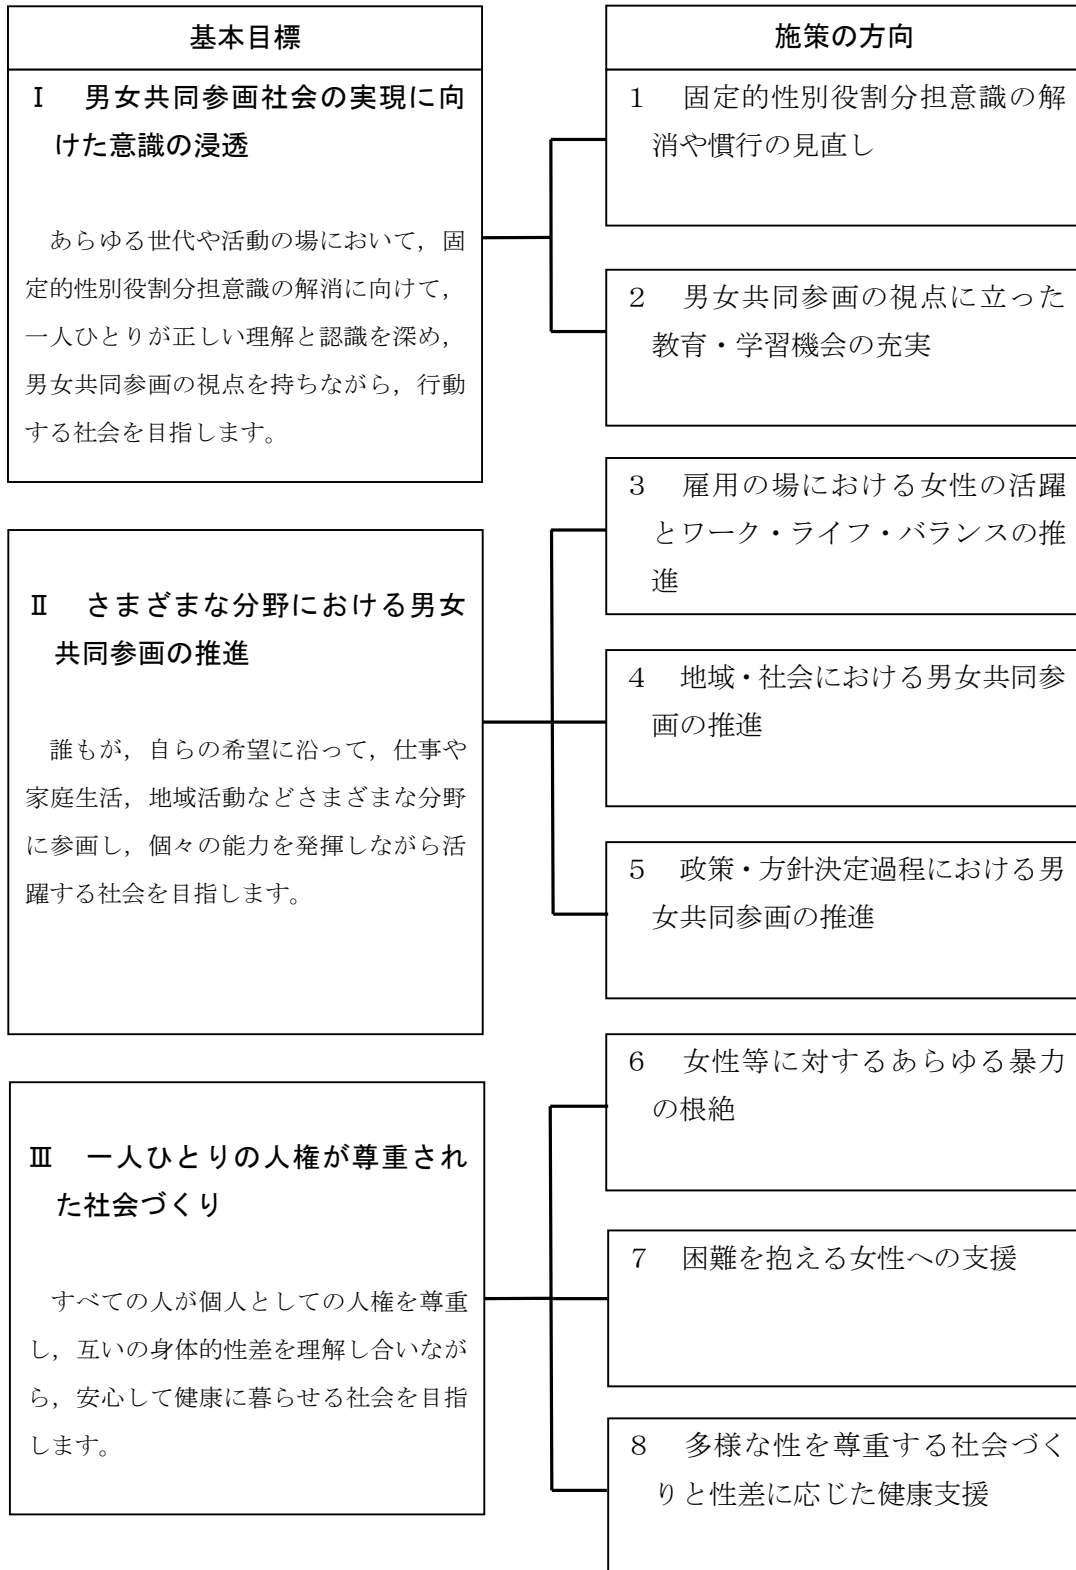 基本目標
Ⅰ　男女共同参画社会の実現に向
けた意識の浸透
あらゆる世代や活動の場において，固
定的性別役割分担意識の解消に向けて，
一人ひとりが正しい理解と認識を深め，
男女共同参画の視点を持ちながら，行動
する社会を目指します。
Ⅱ　さまざまな分野における男女
共同参画の推進
誰もが，自らの希望に沿って，仕事や
家庭生活，地域活動などさまざまな分野
に参画し，個々の能力を発揮しながら活
躍する社会を目指します。
Ⅲ　一人ひとりの人権が尊重され
た社会づくり
すべての人が個人としての人権を尊重
し，互いの身体的性差を理解し合いなが
ら，安心して健康に暮らせる社会を目指
します。
施策の方向
１　固定的性別役割分担意識の解
消や慣行の見直し
２　男女共同参画の視点に立った
教育・学習機会の充実
３　雇用の場における女性の活躍
とワーク・ライフ・バランスの推
進
４　地域・社会における男女共同参
画の推進
５　政策・方針決定過程における男
女共同参画の推進
６　女性等に対するあらゆる暴力
の根絶
７　困難を抱える女性への支援
８　多様な性を尊重する社会づく
りと性差に応じた健康支援